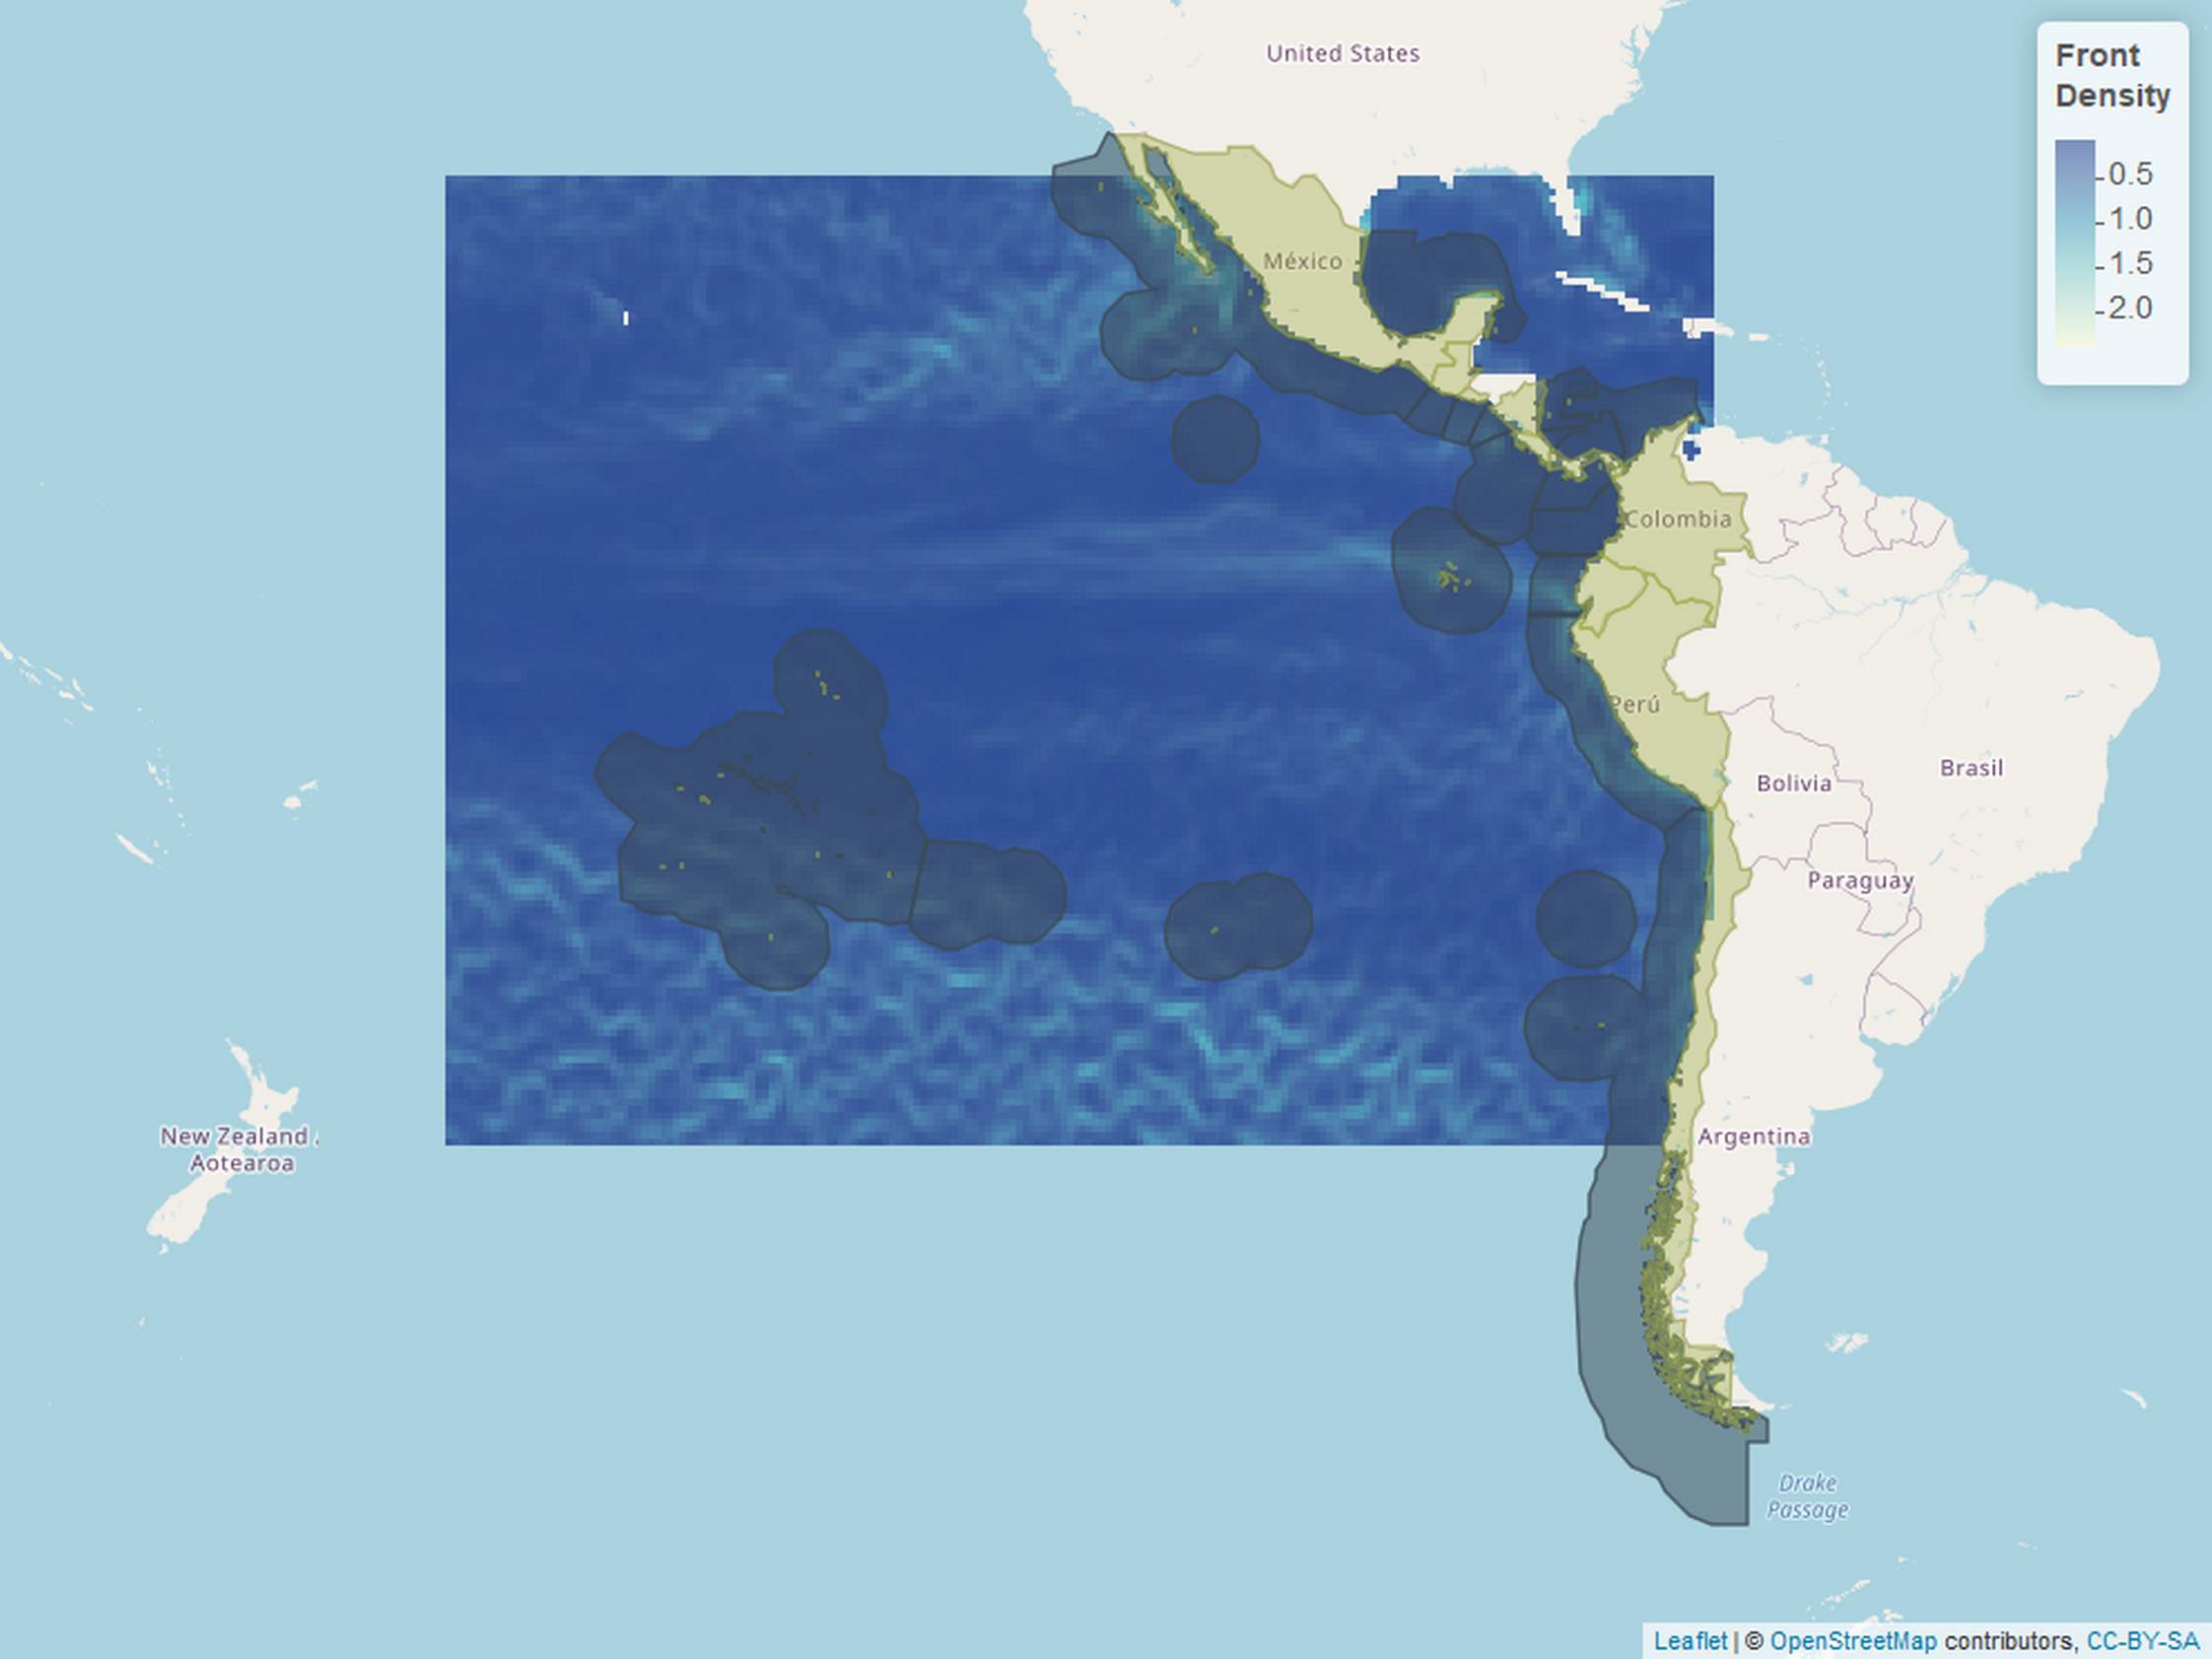 United States
Front
Density
0.5
1.0
1.5
2.0
México
Colombia
Perú
Brasil
Bolivia
Paraguay
New Zealand
Aotearoa
Argentina
Drake
Passage
Leaflet | © OpenStreetMap contributors, CC-BY-SA